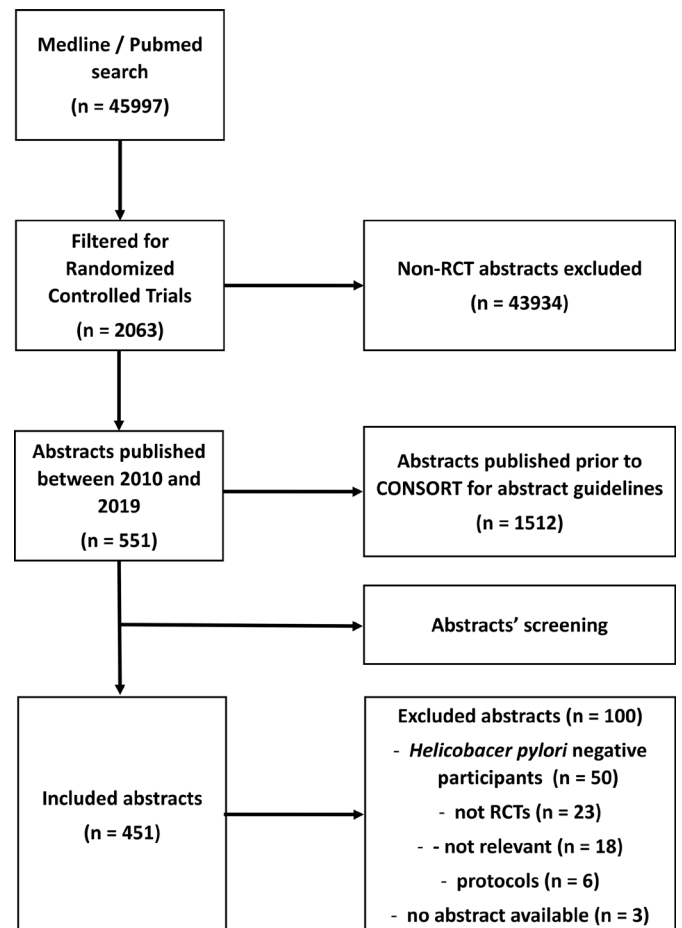 Medline / Pubmed
search
(n = 45997)
Filtered for
Randomized
Controlled Trials
(n = 2063)
Non-RCT abstracts excluded
(n = 43934)
Abstracts published
between 2010 and
2019
(n = 551)
Abstracts published prior to
CONSORT for abstract guidelines
(n = 1512)
Abstracts’ screening
Included abstracts
(n = 451)
Excluded abstracts (n = 100)
- Helicobacer pylori negative
participants (n = 50)
- not RCTs (n = 23)
- - not relevant (n = 18)
- protocols (n = 6)
- no abstract available (n = 3)